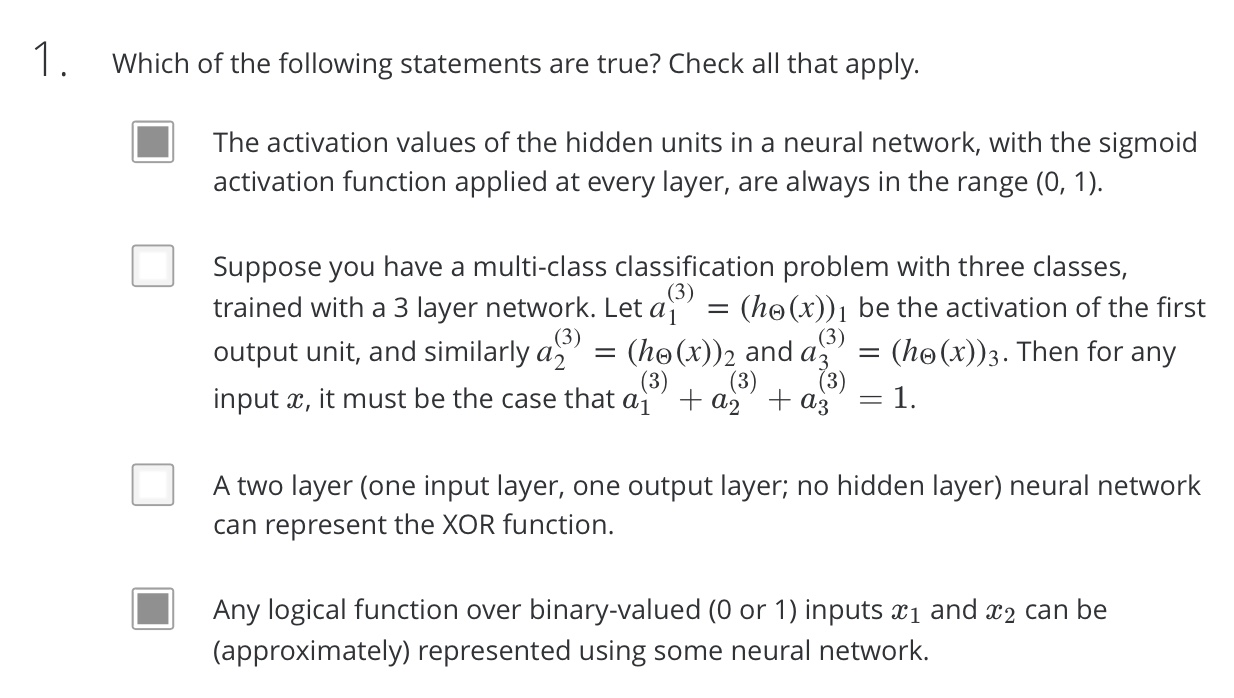 1. Which of the following statements are true? Check all that apply.
The activation values of the hidden units in a neural network, with the sigmoid
activation function applied at every layer, are always in the range (0, 1).
Suppose you have a multi-class classification problem with three classes,
trained with a 3 layer network. Let $a_1^{(3)} = (h_\Theta(x))_1$ be the activation of the first
output unit, and similarly $a_2^{(3)} = (h_\Theta(x))_2$ and $a_3^{(3)} = (h_\Theta(x))_3$. Then for any
input $x$, it must be the case that $a_1^{(3)} + a_2^{(3)} + a_3^{(3)} = 1$.
A two layer (one input layer, one output layer; no hidden layer) neural network
can represent the XOR function.
Any logical function over binary-valued (0 or 1) inputs $x_1$ and $x_2$ can be
(approximately) represented using some neural network.